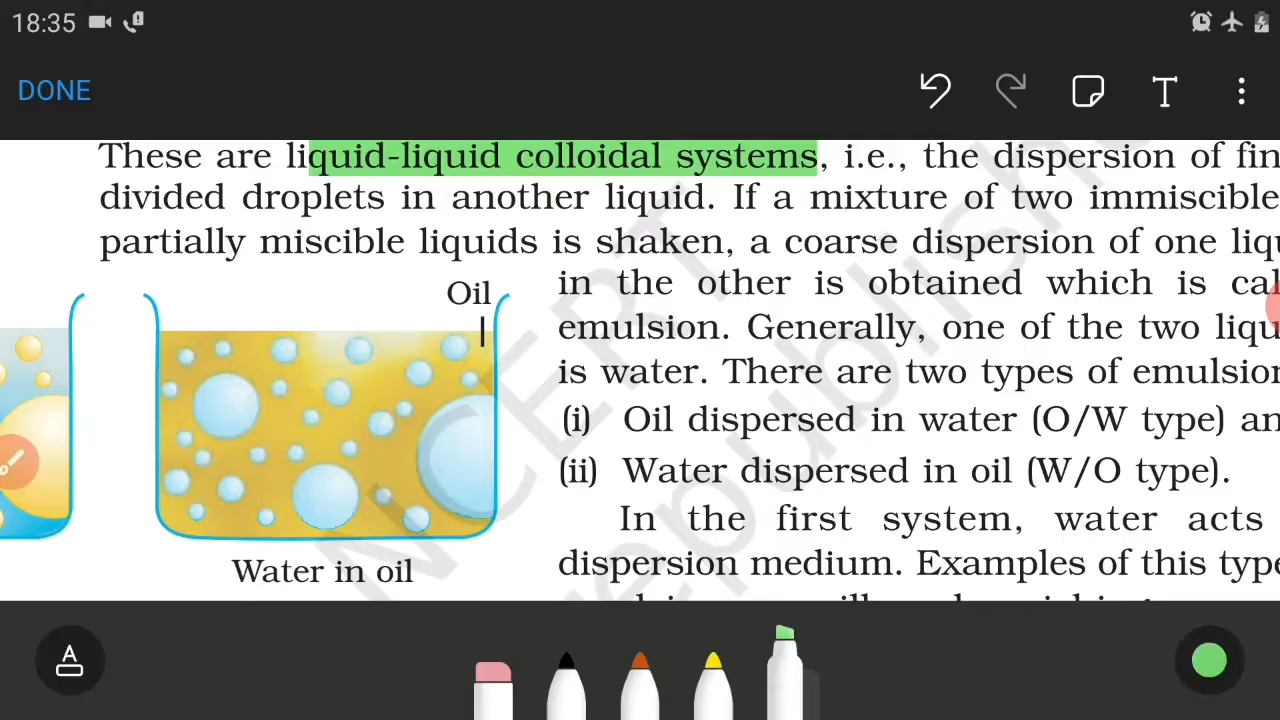 18:35
DONE
T
These are liquid-liquid colloidal systems, i.e., the dispersion of fin
divided droplets in another liquid. If a mixture of two immiscible
partially miscible liquids is shaken, a coarse dispersion of one liqu
in the other is obtained which is cal
emulsion. Generally, one of the two liqu
is water. There are two types of emulsion
(i) Oil dispersed in water (O/W type) an
(ii) Water dispersed in oil (W/O type).
In the first system, water acts
dispersion medium. Examples of this type
Oil
Water in oil
NCERT
republishe
A